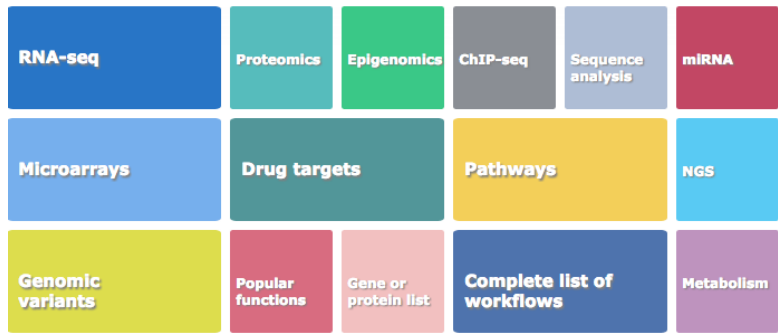 RNA-seq
Proteomics
Epigenomics
ChIP-seq
Sequence
analysis
miRNA
Microarrays
Drug targets
Pathways
NGS
Genomic
variants
Popular
functions
Gene or
protein list
Complete list of
workflows
Metabolism